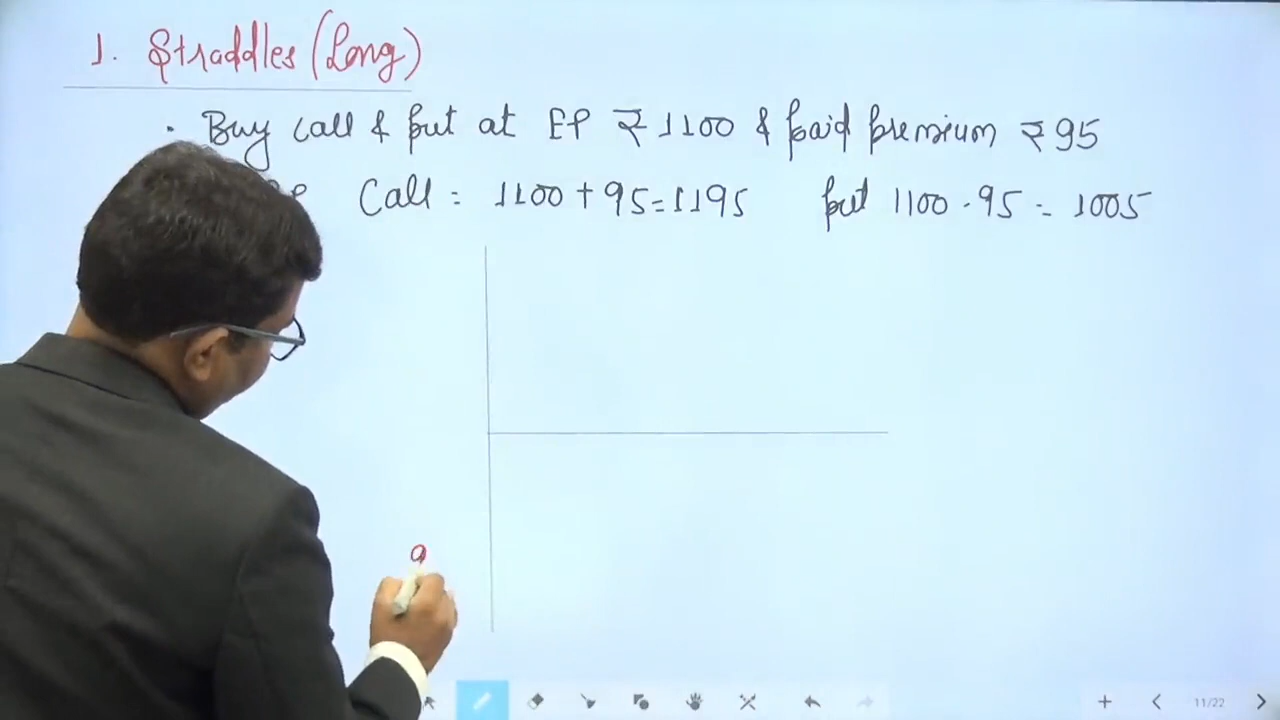 1. Straddles (Long)
. Buy call & put at EP ₹ 1100 & paid premium ₹ 95
Call : 1100 + 95 = 1195 put 1100 - 95 = 1005
9
11/22